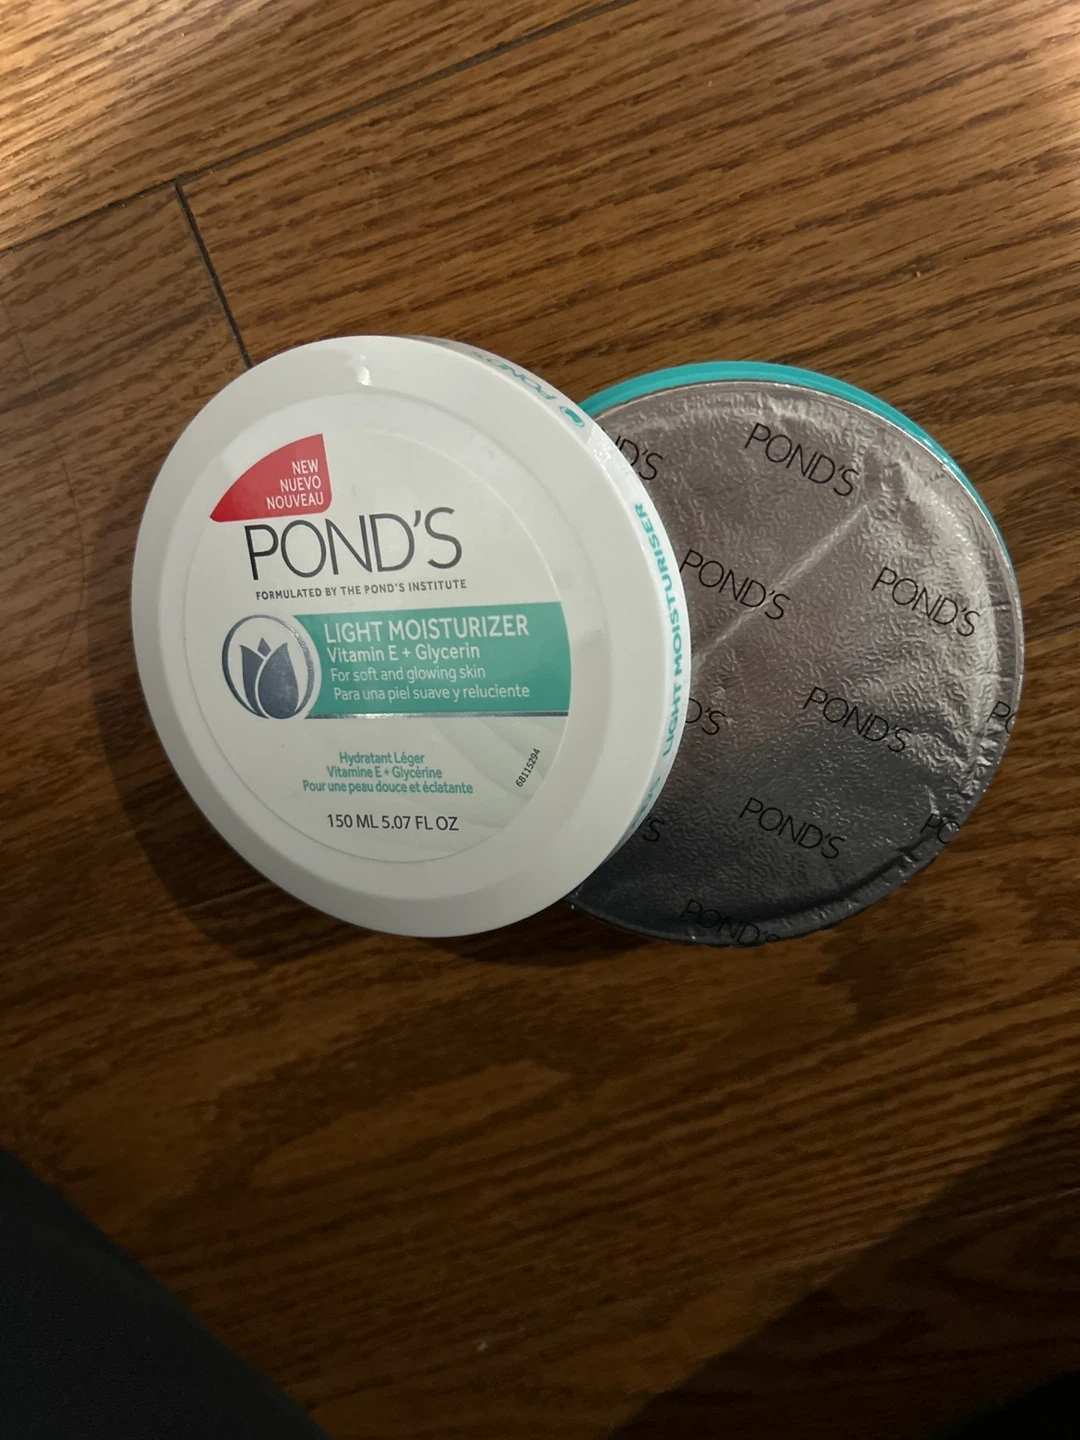 NEW
NUEVO
NOUVEAU
POND'S
FORMULATED BY THE POND'S INSTITUTE
LIGHT MOISTURIZER
Vitamin E + Glycerin
For soft and glowing skin
Para una piel suave y reluciente
Hydratant Léger
Vitamine E + Glycérine
Pour une peau douce et éclatante
68115294
150 ML 5.07 FL OZ
POND'S
LIGHT MOISTURISER
POND'S
POND'S
POND'S
POND'S
POND'S
POND'S